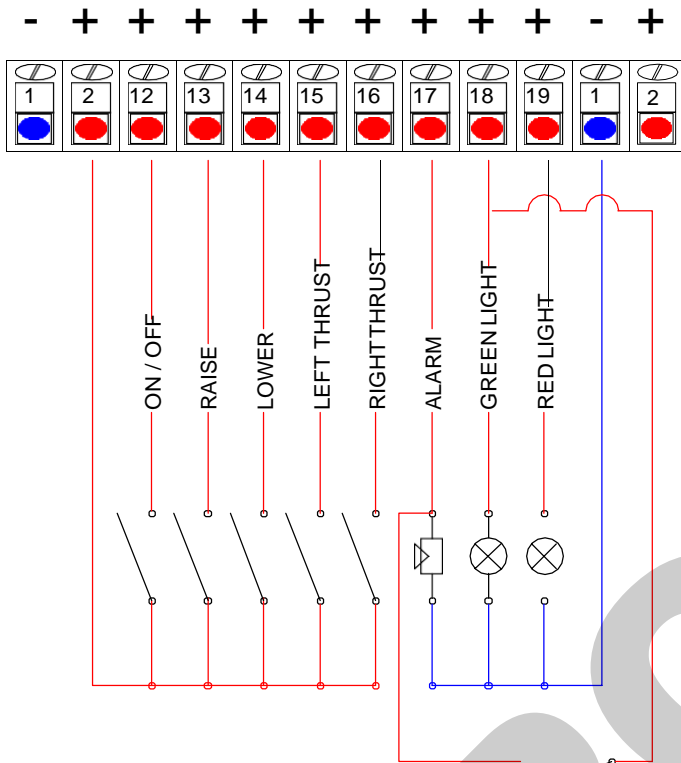 - + + + + + + + + + - +
1 2 12 13 14 15 16 17 18 19 1 2
ON / OFF
RAISE
LOWER
LEFT THRUST
RIGHT THRUST
ALARM
GREEN LIGHT
RED LIGHT